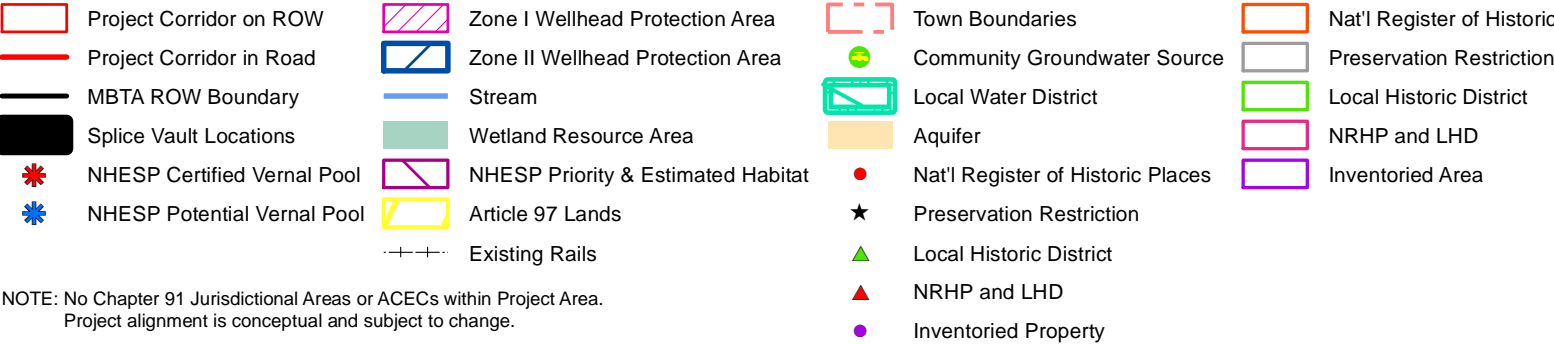 Project Corridor on ROW
Project Corridor in Road
MBTA ROW Boundary
Splice Vault Locations
NHESP Certified Vernal Pool
NHESP Potential Vernal Pool
Zone I Wellhead Protection Area
Zone II Wellhead Protection Area
Stream
Wetland Resource Area
NHESP Priority & Estimated Habitat
Article 97 Lands
Existing Rails
Town Boundaries
Community Groundwater Source
Local Water District
Aquifer
Nat'l Register of Historic Places
Preservation Restriction
Local Historic District
NRHP and LHD
Inventoried Property
Nat'l Register of Historic
Preservation Restriction
Local Historic District
NRHP and LHD
Inventoried Area
NOTE: No Chapter 91 Jurisdictional Areas or ACECs within Project Area.
Project alignment is conceptual and subject to change.